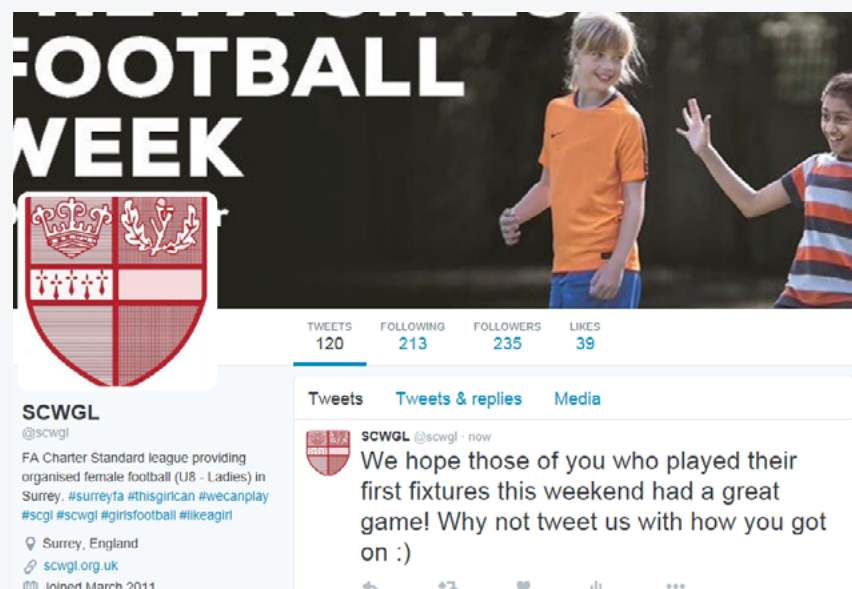 FOOTBALL
WEEK
TWEETS FOLLOWING FOLLOWERS LIKES
120 213 235 39
Tweets Tweets & replies Media
SCWGL
@scwgl
FA Charter Standard league providing
organised female football (U8 - Ladies) in
Surrey. #surreyfa #thisgirlcan #wecanplay
#scgl #scwgl #girlsfootball #likeagirl
Surrey, England
scwgl.org.uk
Joined March 2011
SCWGL @scwgl · now
We hope those of you who played their
first fixtures this weekend had a great
game! Why not tweet us with how you got
on :)